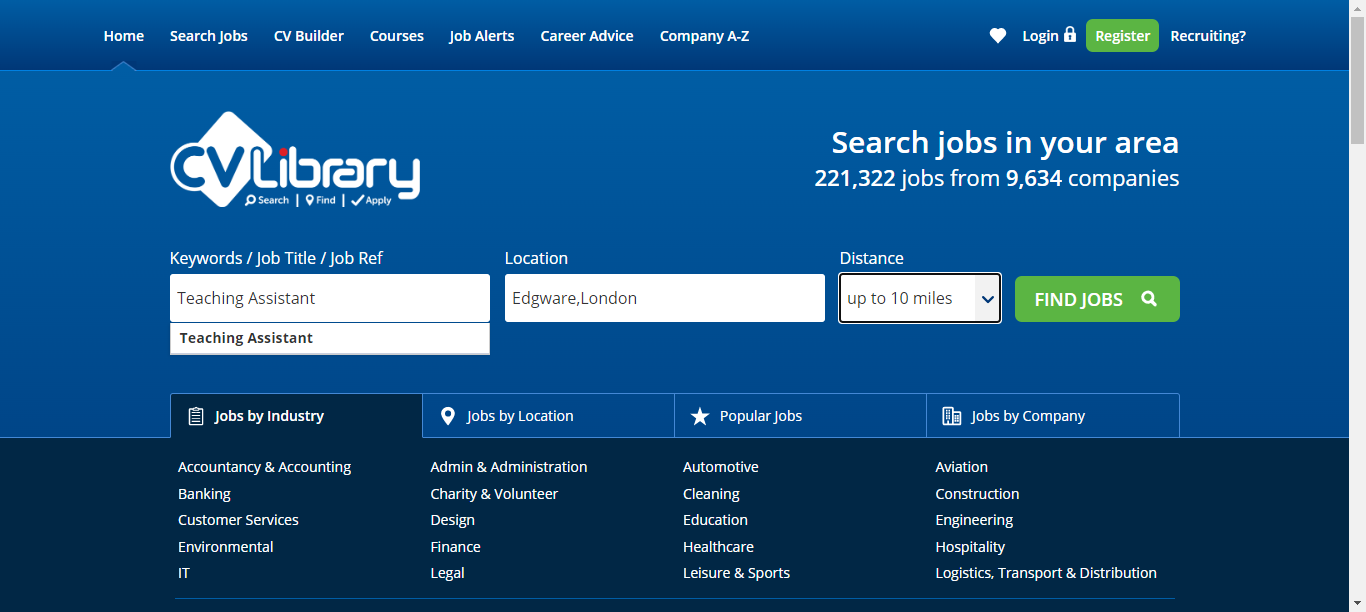 Home Search Jobs CV Builder Courses Job Alerts Career Advice Company A-Z Login Register Recruiting?
CVLibrary
Search | Find | Apply
Search jobs in your area
221,322 jobs from 9,634 companies
Keywords / Job Title / Job Ref Location Distance
Teaching Assistant Edgware,London up to 10 miles FIND JOBS
Teaching Assistant
Jobs by Industry Jobs by Location Popular Jobs Jobs by Company
Accountancy & Accounting Admin & Administration Automotive Aviation
Banking Charity & Volunteer Cleaning Construction
Customer Services Design Education Engineering
Environmental Finance Healthcare Hospitality
IT Legal Leisure & Sports Logistics, Transport & Distribution